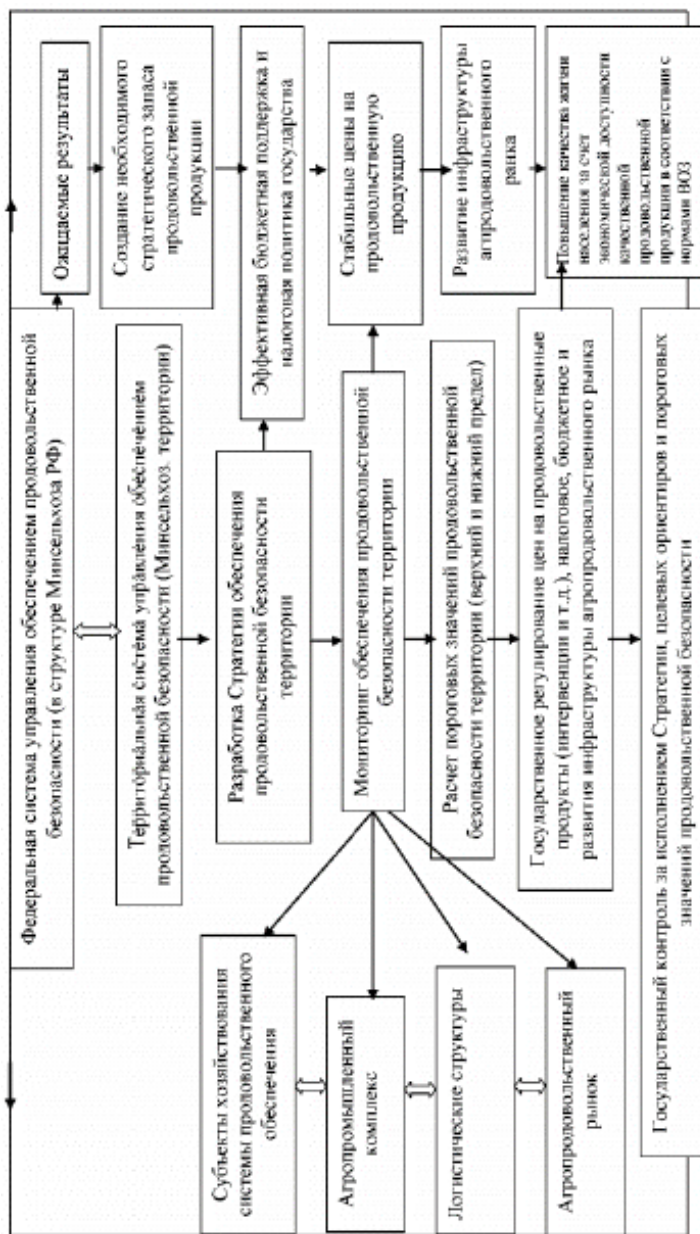 Федеральная система управления обеспечением продовольственной
безопасности (в структуре Минсельхоза РФ)
Ожидаемые результаты
Территориальная система управления обеспечением
продовольственной безопасности (Минсельхоз. территории)
Создание необходимого
стратегического запаса
продовольственной
продукции
Субъекты хозяйствования
системы продовольственного
обеспечения
Разработка Стратегии обеспечения
продовольственной безопасности
территории
Эффективная бюджетная поддержка и
налоговая политика государства
Агропромышленный
комплекс
Мониторинг обеспечения продовольственной
безопасности территории
Стабильные цены на
продовольственную
продукцию
Логистические структуры
Расчет пороговых значений продовольственной
безопасности территории (верхний и нижний предел)
Развитие инфраструктуры
агпродовольственного
ранка
Агропродовольственный
рынок
Государственное регулирование цен на продовольственные
продукты (интервенции и т.д.), налоговое, бюджетное и
развития инфраструктуры агропродовольственного рынка
Повышение качества жизни
населения за счет
экономической доступности
качественной
продовольственной
продукции в соответствии с
нормами ВОЗ
Государственный контроль за исполнением Стратегии, целевых ориентиров и пороговых
значений продовольственной безопасности